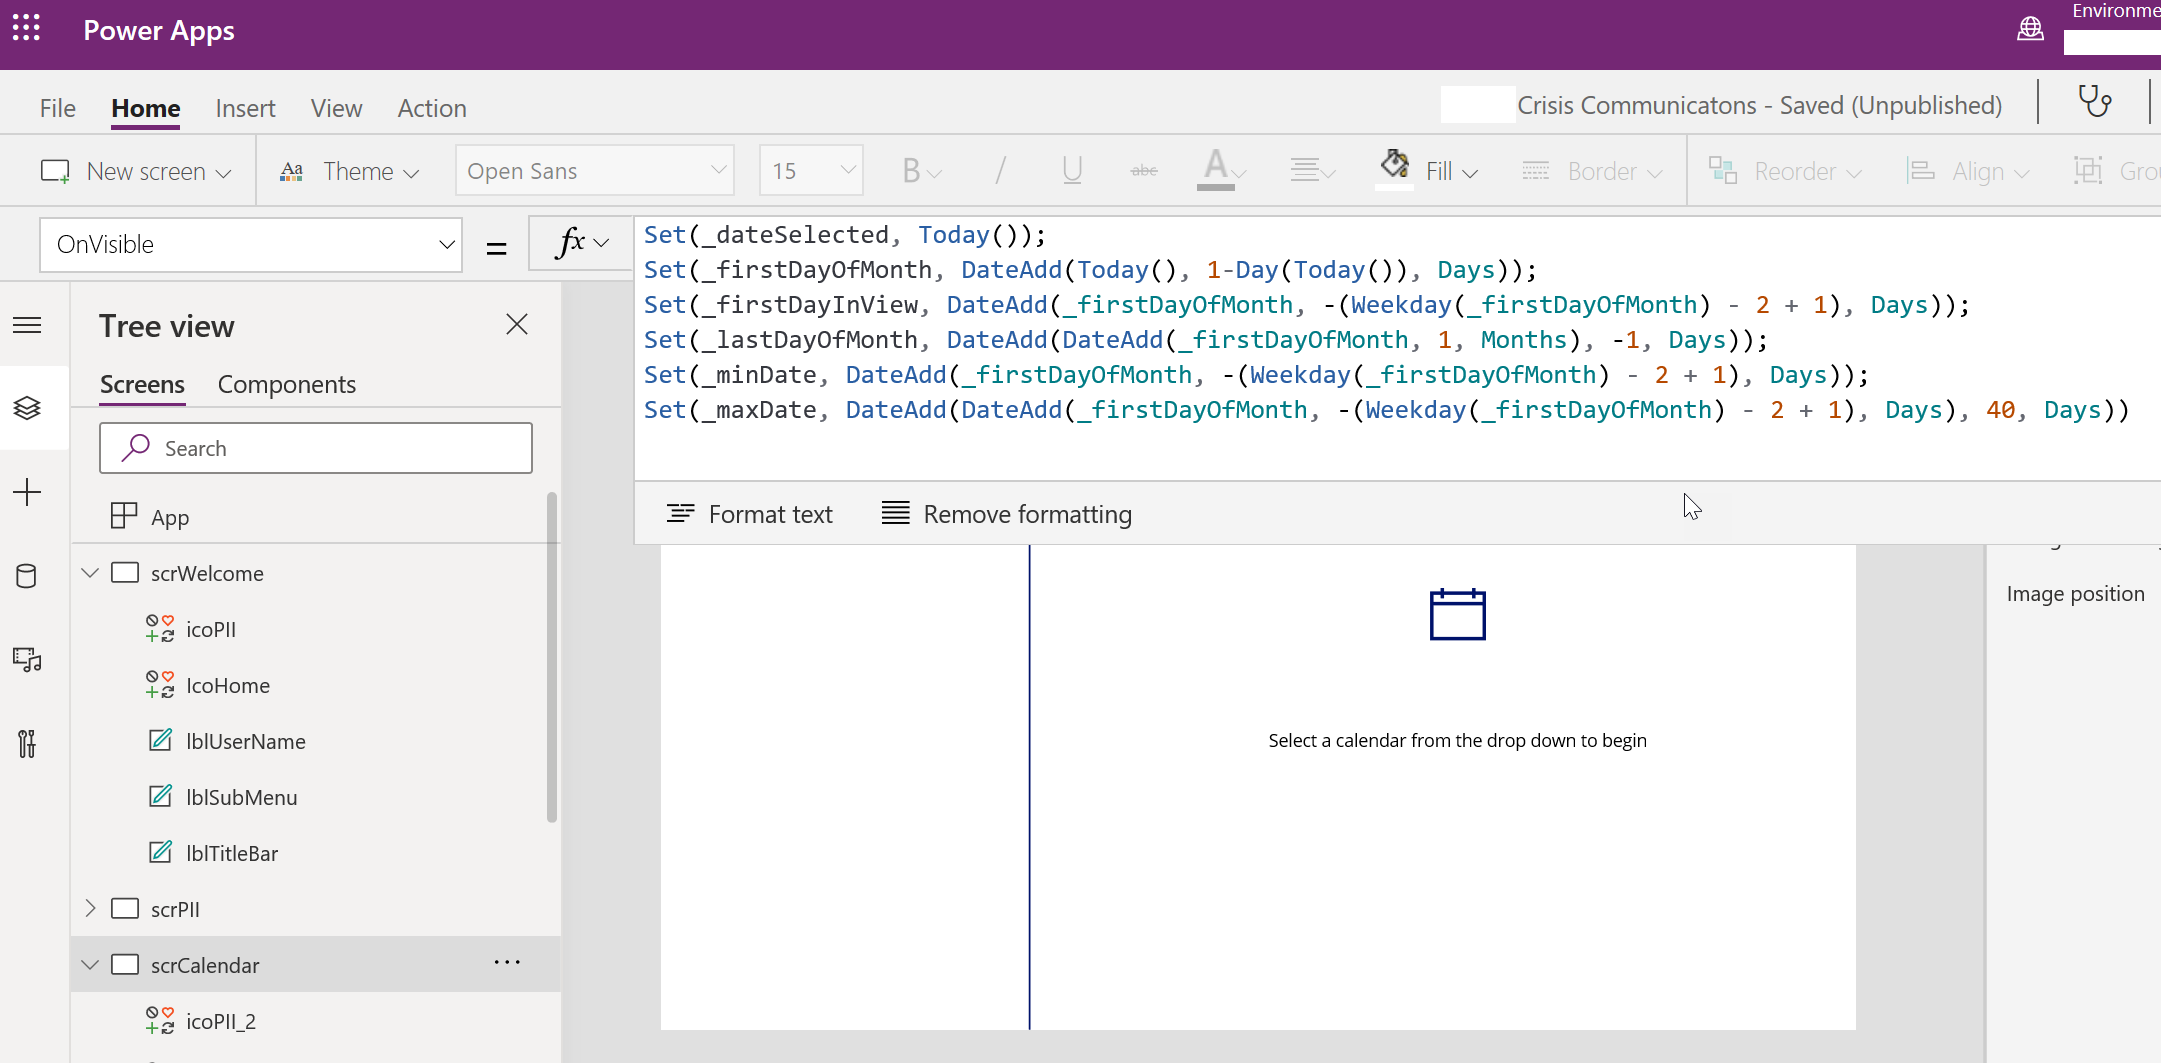 Power Apps
Environme
File Home Insert View Action
Crisis Communicatons - Saved (Unpublished)
New screen Theme Open Sans 15 B / U abc A Fill Border Reorder Align Grou
OnVisible = fx
Set(_dateSelected, Today());
Set(_firstDayOfMonth, DateAdd(Today(), 1-Day(Today()), Days));
Set(_firstDayInView, DateAdd(_firstDayOfMonth, -(Weekday(_firstDayOfMonth) - 2 + 1), Days));
Set(_lastDayOfMonth, DateAdd(DateAdd(_firstDayOfMonth, 1, Months), -1, Days));
Set(_minDate, DateAdd(_firstDayOfMonth, -(Weekday(_firstDayOfMonth) - 2 + 1), Days));
Set(_maxDate, DateAdd(DateAdd(_firstDayOfMonth, -(Weekday(_firstDayOfMonth) - 2 + 1), Days), 40, Days))
Format text Remove formatting
Tree view
Screens Components
Search
App
scrWelcome
icoPII
IcoHome
lblUserName
lblSubMenu
lblTitleBar
scrPII
scrCalendar ...
icoPII_2
Select a calendar from the drop down to begin
Image position